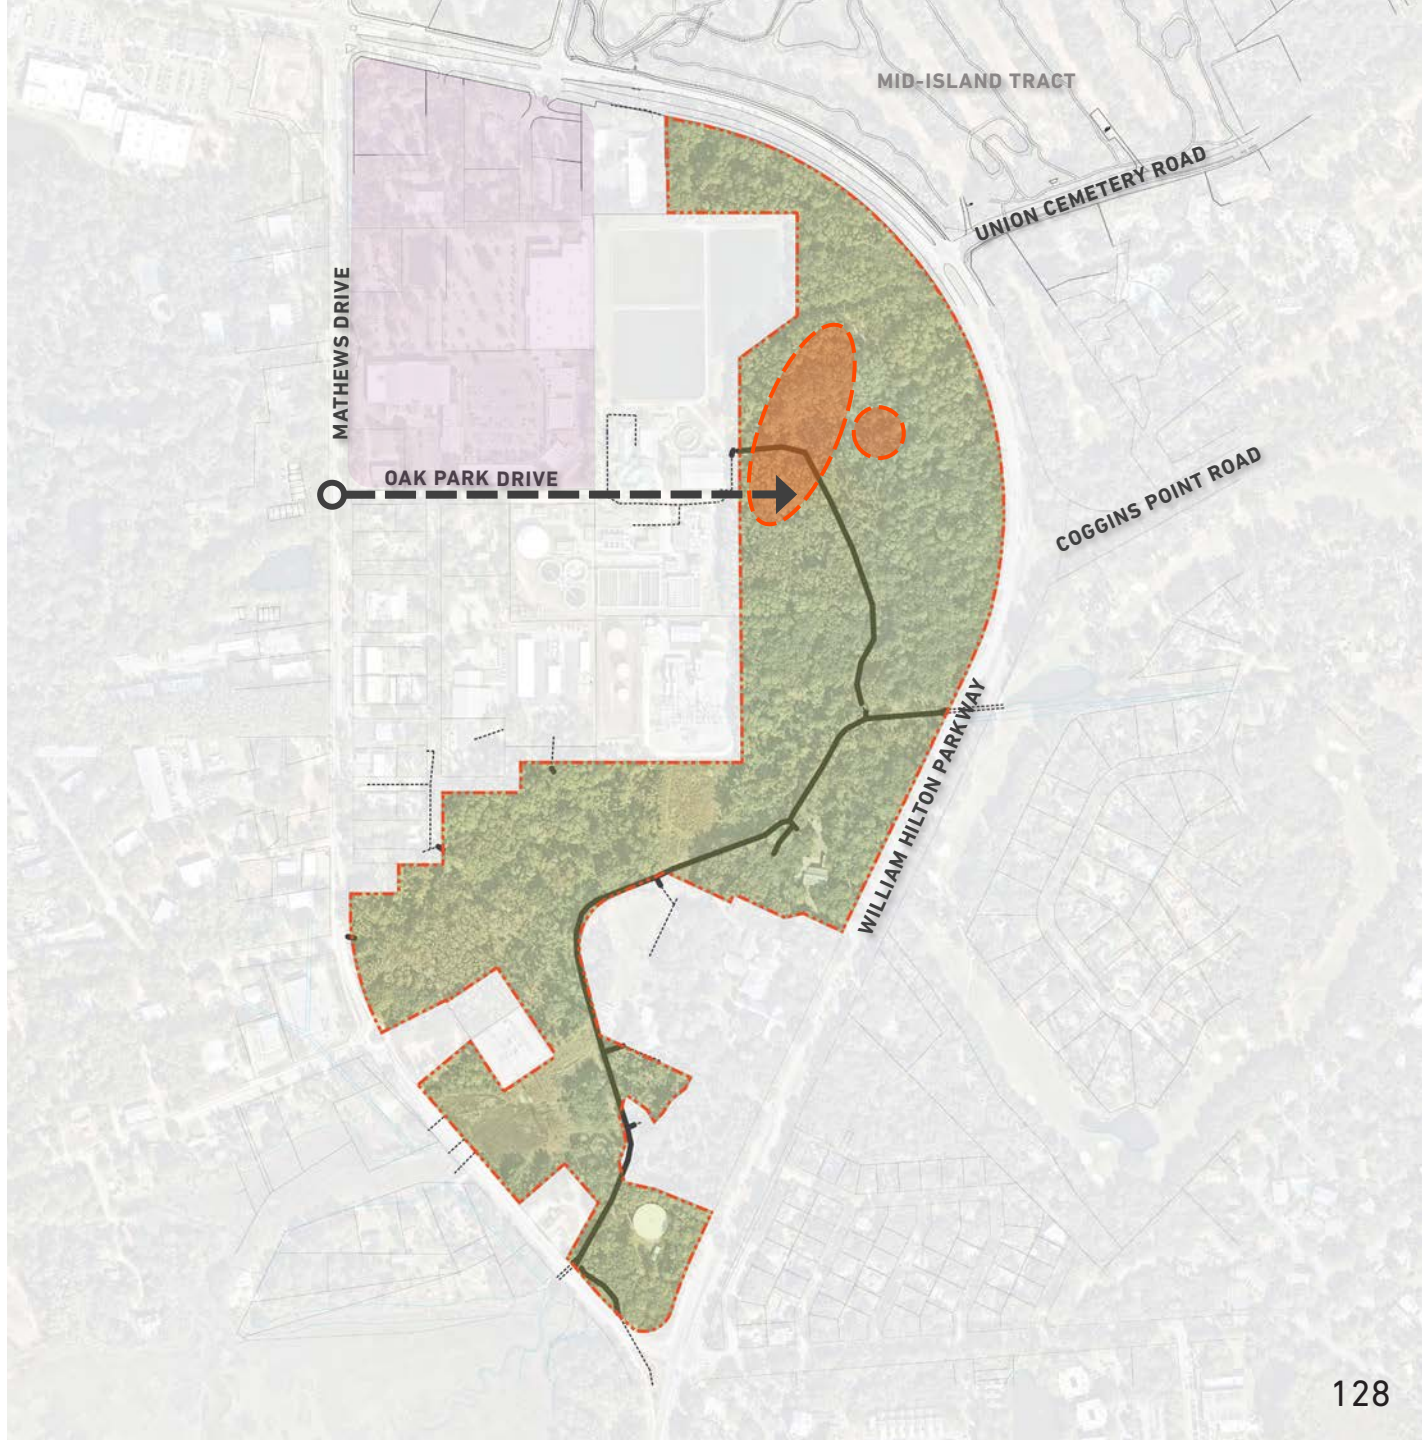 MID-ISLAND TRACT
UNION CEMETERY ROAD
MATHEWS DRIVE
OAK PARK DRIVE
COGGINS POINT ROAD
WILLIAM HILTON PARKWAY
128